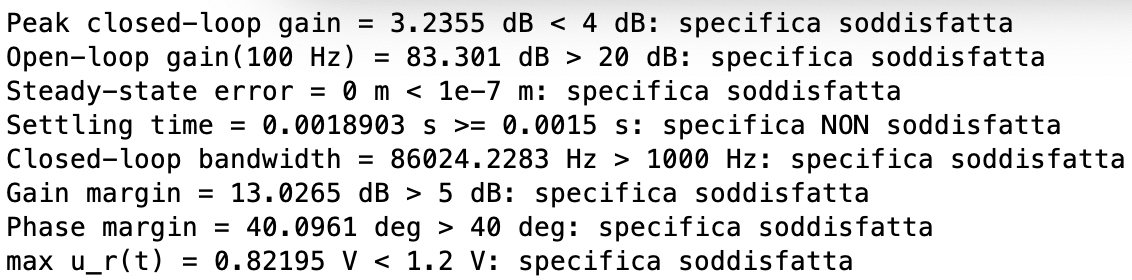 Peak closed-loop gain = 3.2355 dB < 4 dB: specifica soddisfatta
Open-loop gain(100 Hz) = 83.301 dB > 20 dB: specifica soddisfatta
Steady-state error = 0 m < 1e-7 m: specifica soddisfatta
Settling time = 0.0018903 s >= 0.0015 s: specifica NON soddisfatta
Closed-loop bandwidth = 86024.2283 Hz > 1000 Hz: specifica soddisfatta
Gain margin = 13.0265 dB > 5 dB: specifica soddisfatta
Phase margin = 40.0961 deg > 40 deg: specifica soddisfatta
max u_r(t) = 0.82195 V < 1.2 V: specifica soddisfatta